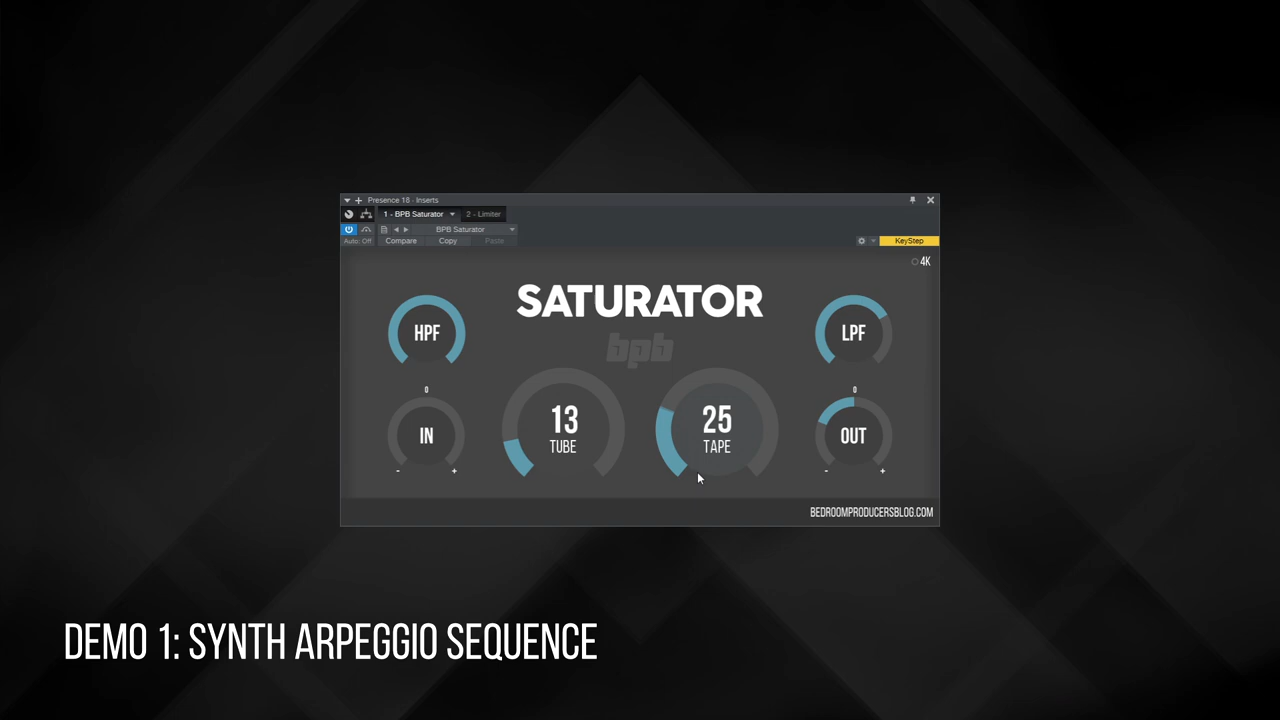 Presence 18 - Inserts
1 - BPB Saturator 2 - Limiter
BPB Saturator
Auto: Off Compare Copy Paste KeyStep
4K
SATURATOR
bpb
HPF LPF
0 0
IN OUT
- + - +
13 25
TUBE TAPE
BEDROOMPRODUCERSBLOG.COM
DEMO 1: SYNTH ARPEGGIO SEQUENCE